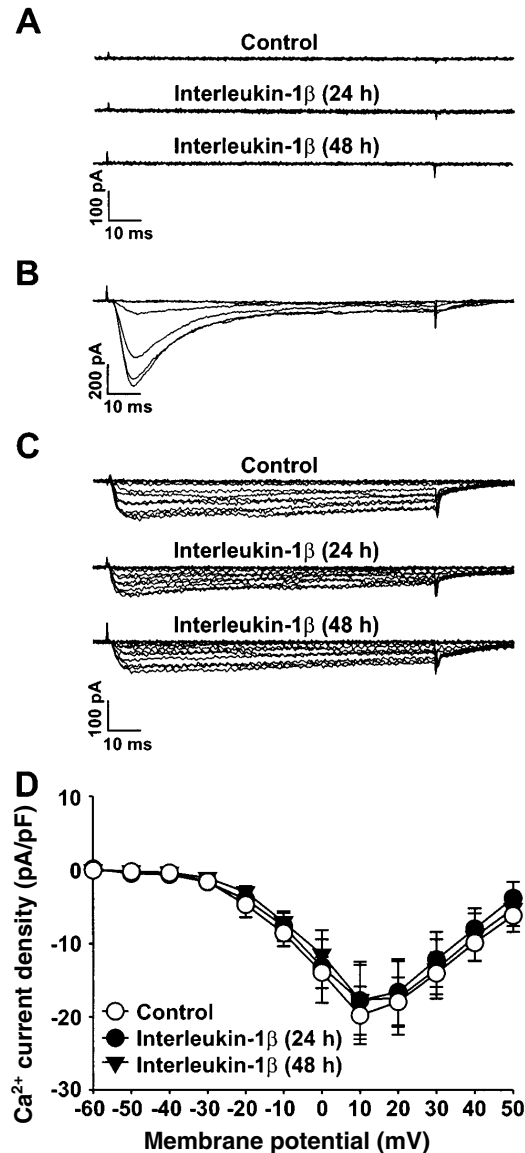 A
Control
Interleukin-1β (24 h)
Interleukin-1β (48 h)
100 pA
10 ms
B
200 pA
10 ms
C
Control
Interleukin-1β (24 h)
Interleukin-1β (48 h)
100 pA
10 ms
D
Ca²⁺ current density (pA/pF)
10
0
-10
-20
-30
Control
Interleukin-1β (24 h)
Interleukin-1β (48 h)
-60 -50 -40 -30 -20 -10 0 10 20 30 40 50
Membrane potential (mV)